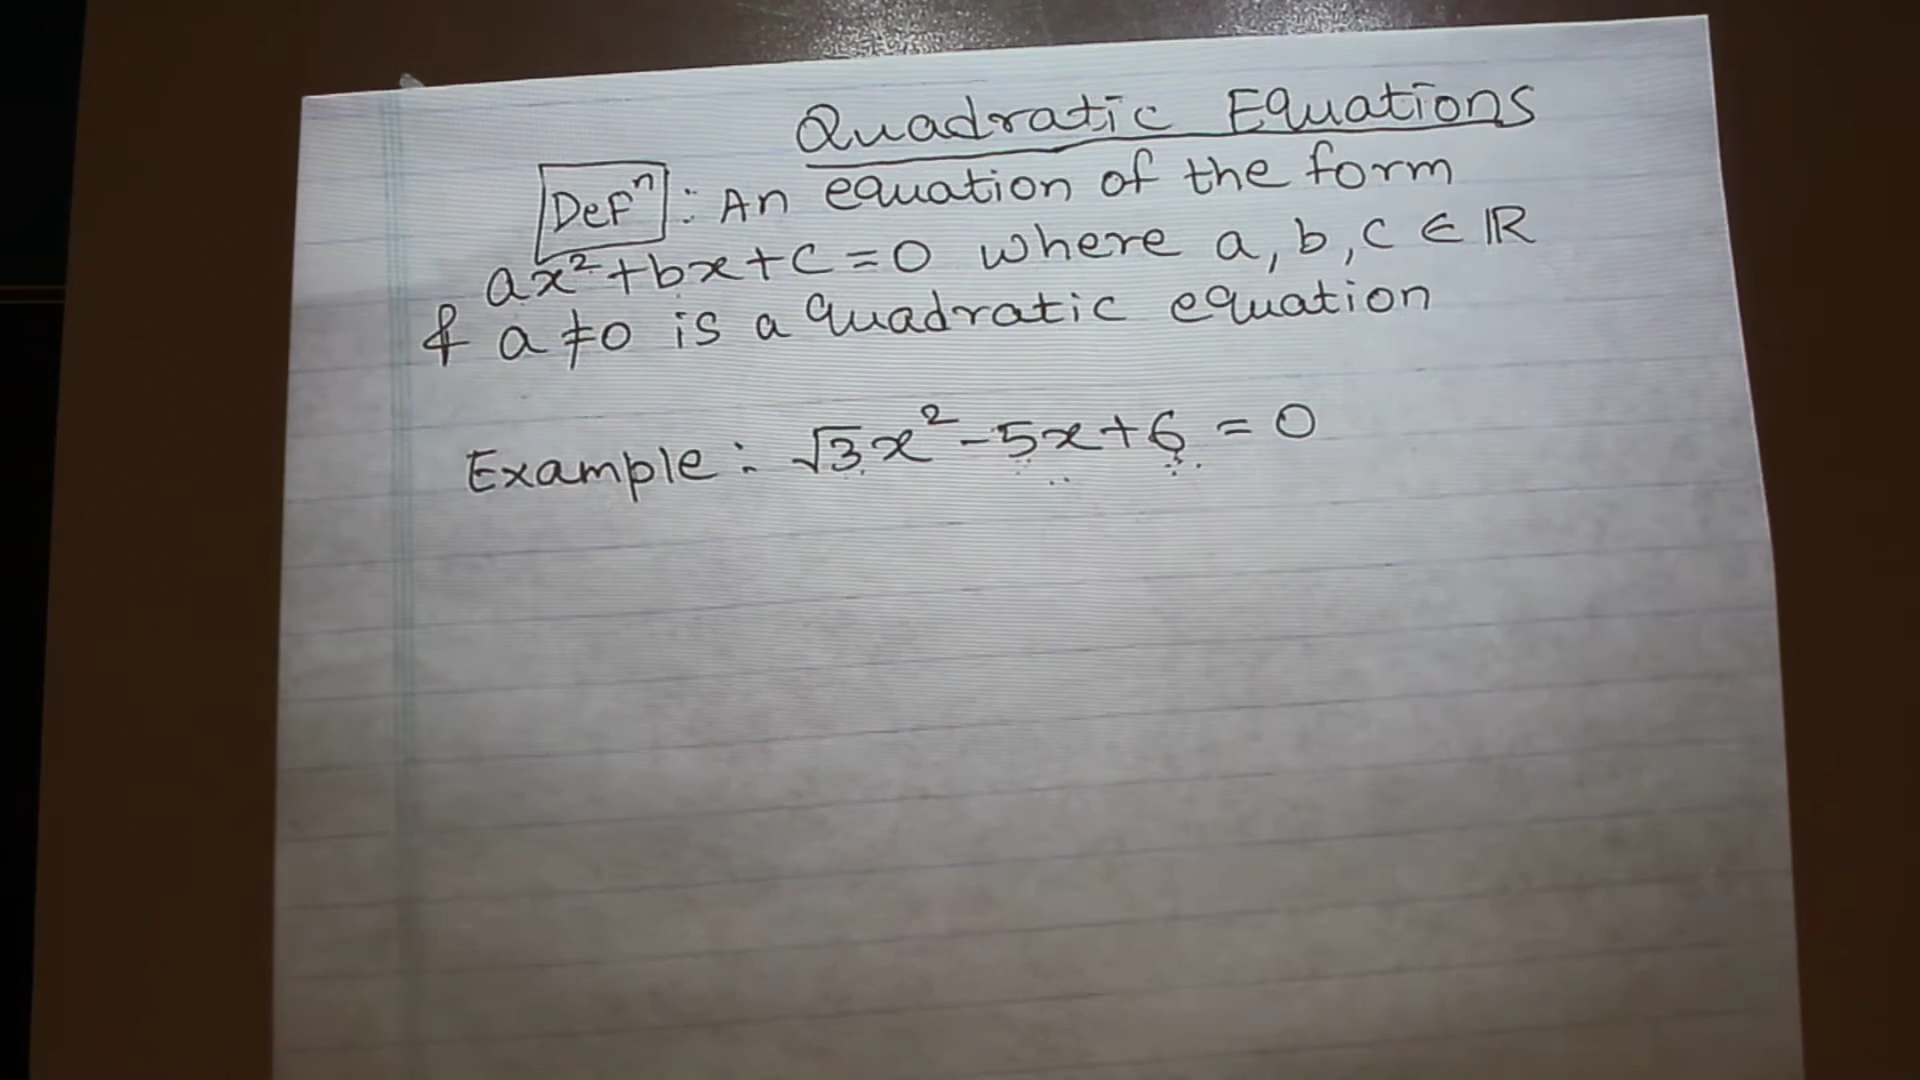 Quadratic Equations
Defⁿ : An equation of the form
ax²+bx+c=0 where a, b, c ∈ ℝ
& a≠0 is a quadratic equation
Example : √3x²-5x+6 = 0